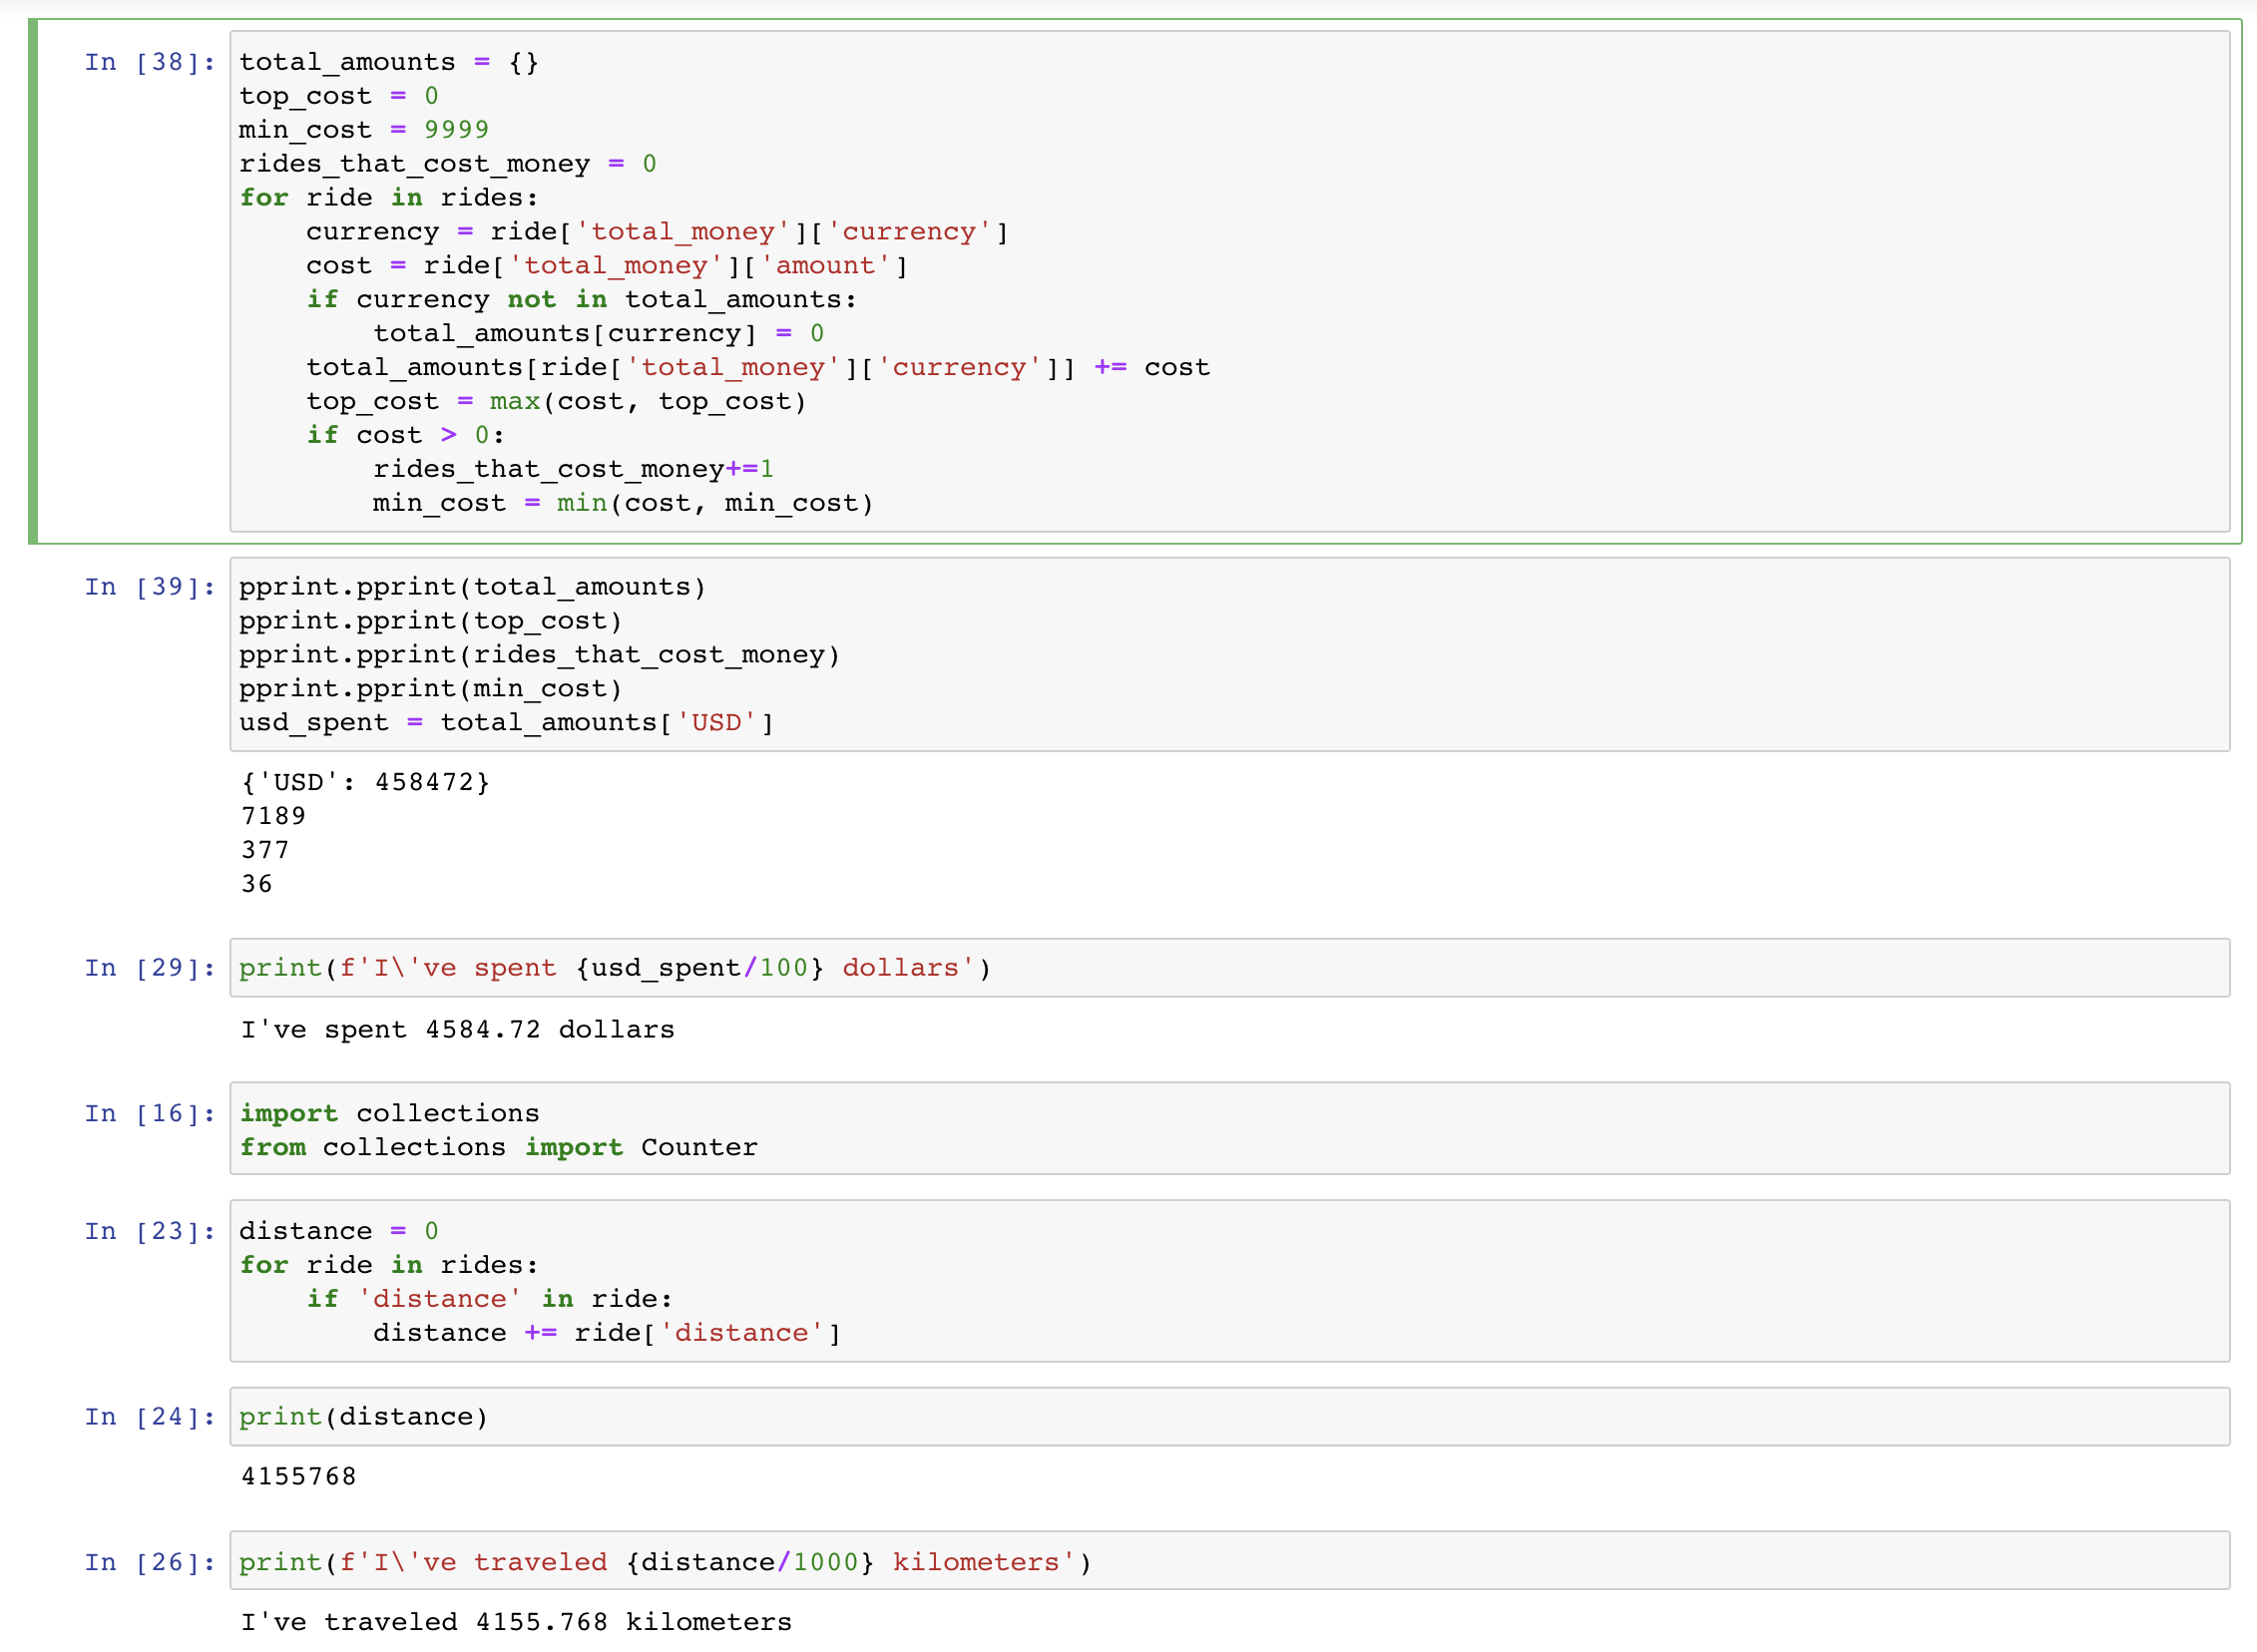 In [38]: total_amounts = {}
top_cost = 0
min_cost = 9999
rides_that_cost_money = 0
for ride in rides:
    currency = ride['total_money']['currency']
    cost = ride['total_money']['amount']
    if currency not in total_amounts:
        total_amounts[currency] = 0
    total_amounts[ride['total_money']['currency']] += cost
    top_cost = max(cost, top_cost)
    if cost > 0:
        rides_that_cost_money+=1
        min_cost = min(cost, min_cost)
In [39]: pprint.pprint(total_amounts)
pprint.pprint(top_cost)
pprint.pprint(rides_that_cost_money)
pprint.pprint(min_cost)
usd_spent = total_amounts['USD']
{'USD': 458472}
7189
377
36
In [29]: print(f'I\'ve spent {usd_spent/100} dollars')
I've spent 4584.72 dollars
In [16]: import collections
from collections import Counter
In [23]: distance = 0
for ride in rides:
    if 'distance' in ride:
        distance += ride['distance']
In [24]: print(distance)
4155768
In [26]: print(f'I\'ve traveled {distance/1000} kilometers')
I've traveled 4155.768 kilometers